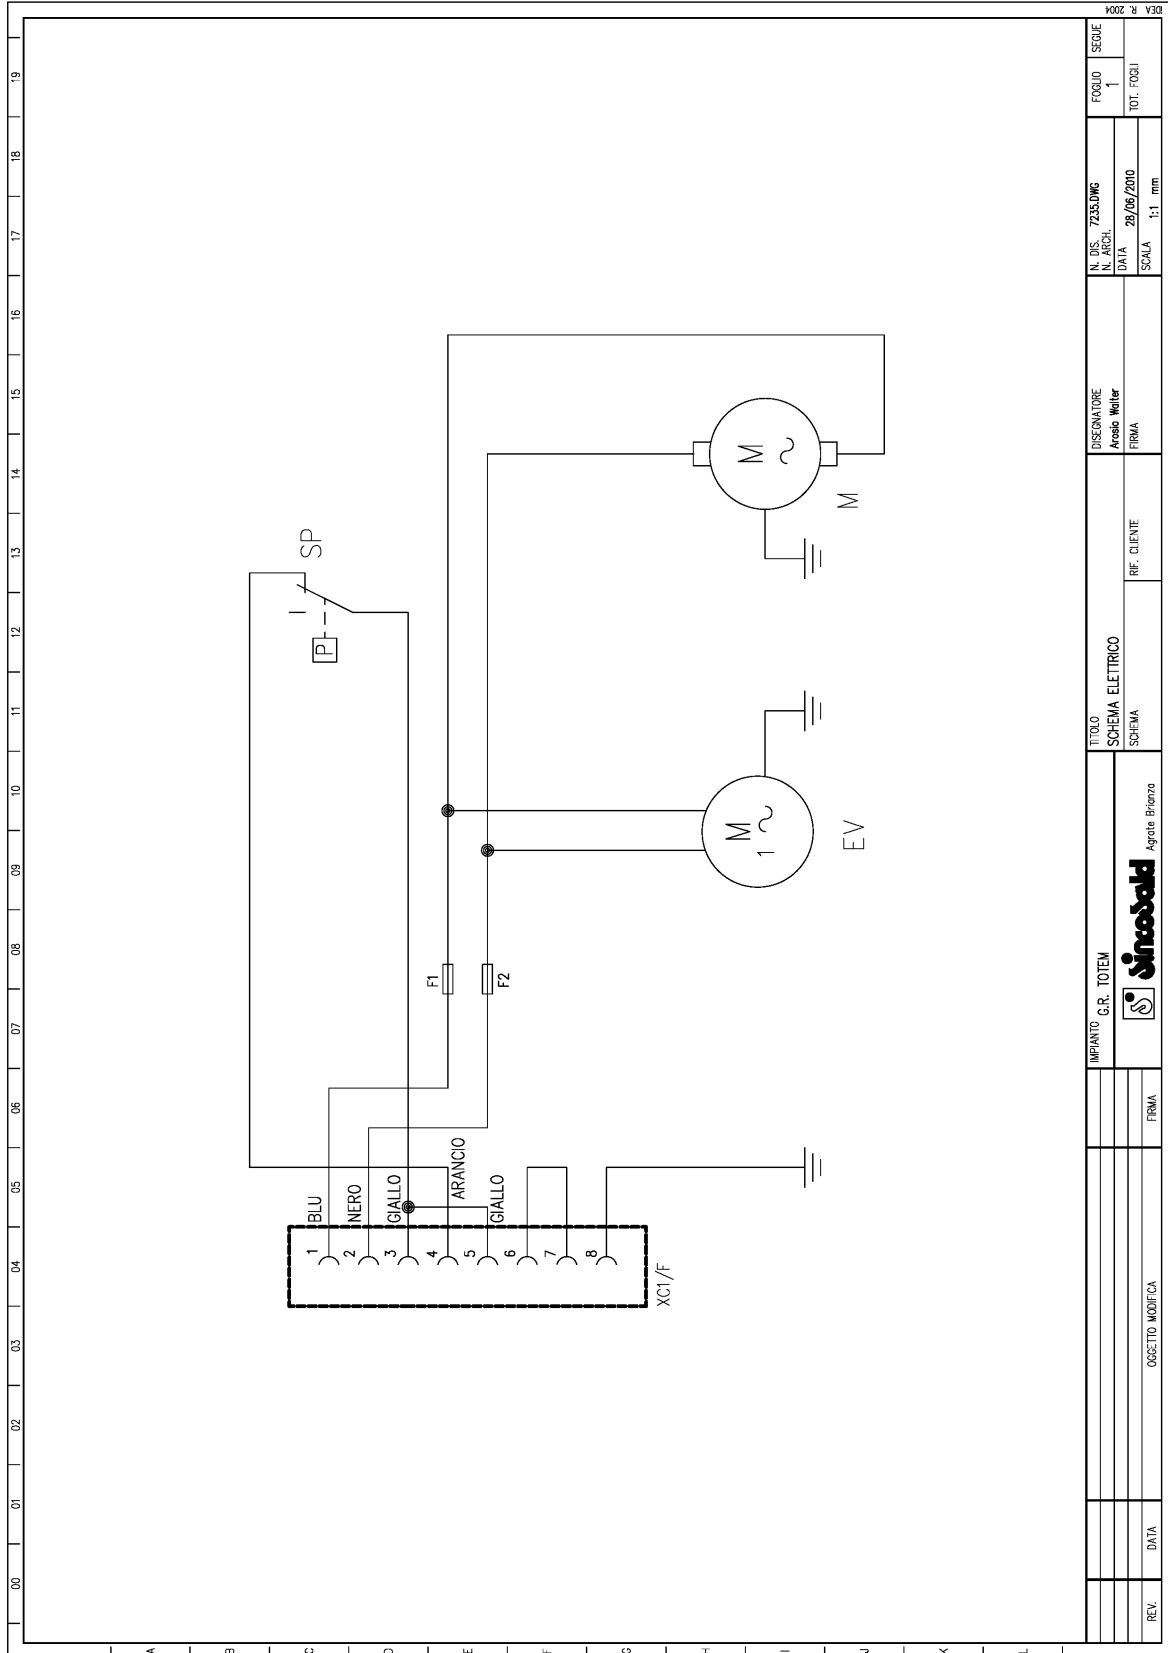 00 01 02 03 04 05 06 07 08 09 10 11 12 13 14 15 16 17 18 19
A
B
C
D
E
F
G
H
I
J
K
L
SP
P
BLU
NERO
GIALLO
ARANCIO
GIALLO
1
2
3
4
5
6
7
8
XC1/F
F1
F2
M
1
EV
M
M
REV.
DATA
OGGETTO MODIFICA
FIRMA
IMPIANTO
G.R. TOTEM
sincosald
Agrate Brianza
TITOLO
SCHEMA ELETTRICO
SCHEMA
RIF. CLIENTE
DISEGNATORE
Arosio Walter
FIRMA
N. DIS. 7235.DWG
N. ARCH.
DATA
28/06/2010
SCALA
1:1 mm
FOGLIO
1
SEGUE
TOT. FOGLI
IDEA R. 2004